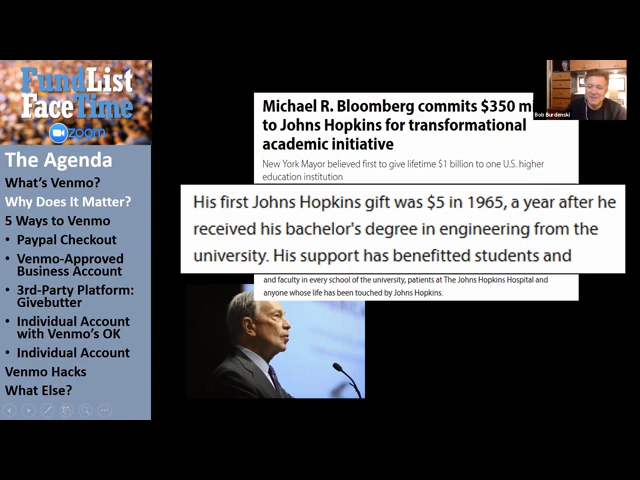 FundList
FaceTime
zoom
The Agenda
What's Venmo?
Why Does It Matter?
5 Ways to Venmo
• Paypal Checkout
• Venmo-Approved
Business Account
• 3rd-Party Platform:
Givebutter
• Individual Account
with Venmo's OK
• Individual Account
Venmo Hacks
What Else?
Michael R. Bloomberg commits $350
to Johns Hopkins for transformational
academic initiative
New York Mayor believed first to give lifetime $1 billion to one U.S. higher
education institution
His first Johns Hopkins gift was $5 in 1965, a year after he
received his bachelor's degree in engineering from the
university. His support has benefitted students and
and faculty in every school of the university, patients at The Johns Hopkins Hospital and
anyone whose life has been touched by Johns Hopkins.
Bob Burdenski